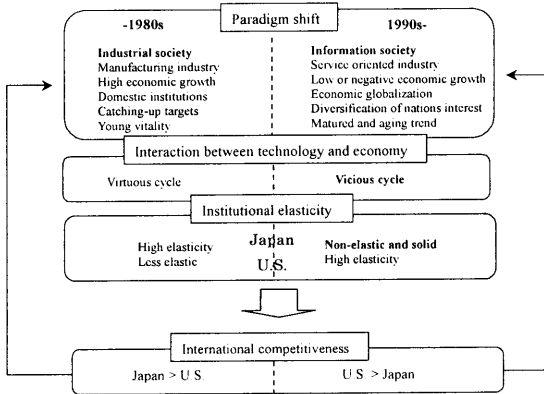 -1980s
Paradigm shift
1990s-
Industrial society
Manufacturing industry
High economic growth
Domestic institutions
Catching-up targets
Young vitality
Information society
Service oriented industry
Low or negative economic growth
Economic globalization
Diversification of nations interest
Matured and aging trend
Interaction between technology and economy
Virtuous cycle
Vicious cycle
Institutional elasticity
High elasticity
Japan
Non-elastic and solid
Less elastic
U.S.
High elasticity
International competitiveness
Japan > U.S.
U.S. > Japan